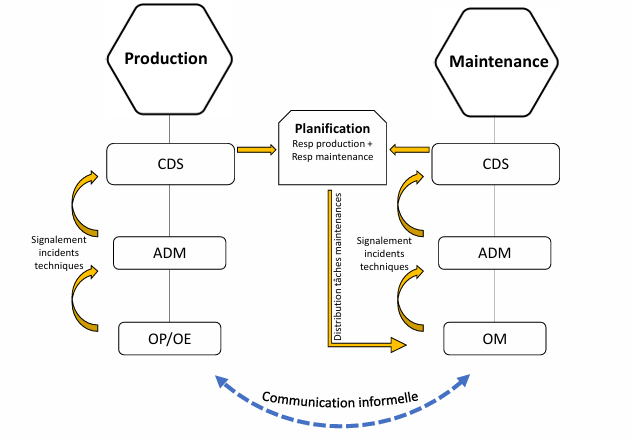 Production
Maintenance
Planification
Resp production +
Resp maintenance
CDS
CDS
Signalement
incidents
techniques
ADM
Distribution tâches maintenances
Signalement
incidents
techniques
ADM
OP/OE
OM
Communication informelle